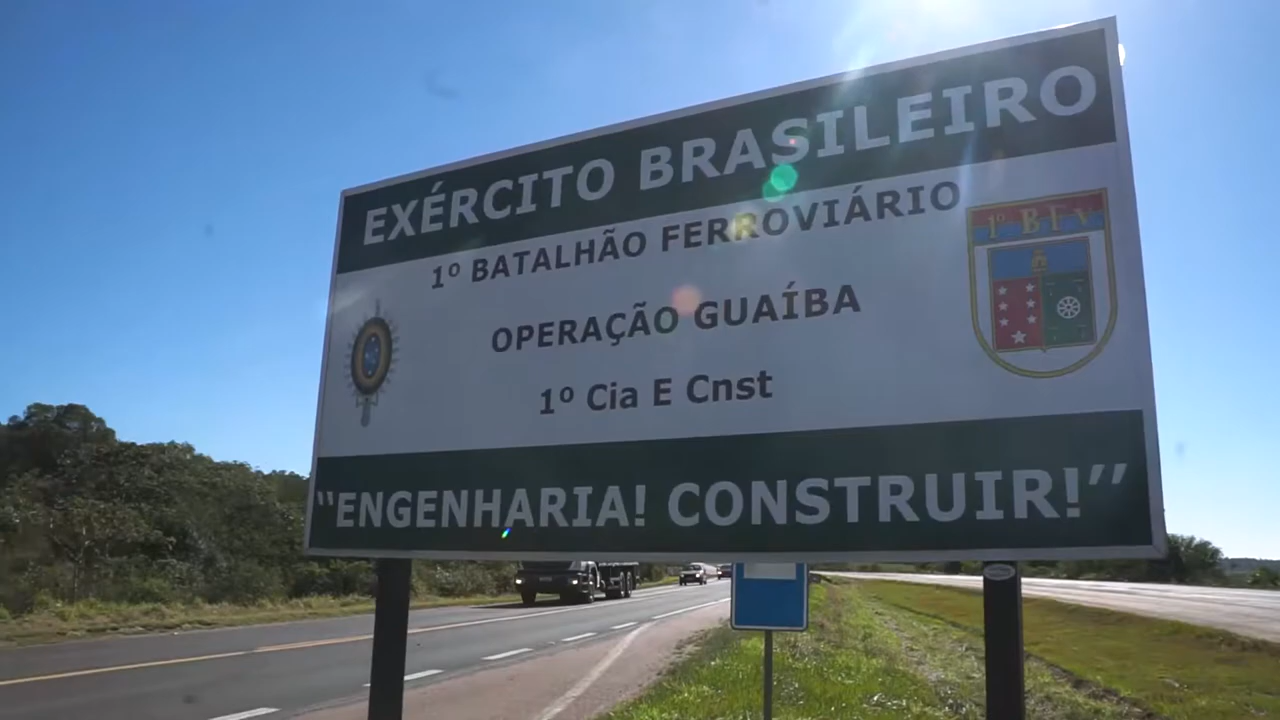 EXÉRCITO BRASILEIRO
1º BATALHÃO FERROVIÁRIO
1º B F V
OPERAÇÃO GUAÍBA
1º Cia E Cnst
"ENGENHARIA! CONSTRUIR!"